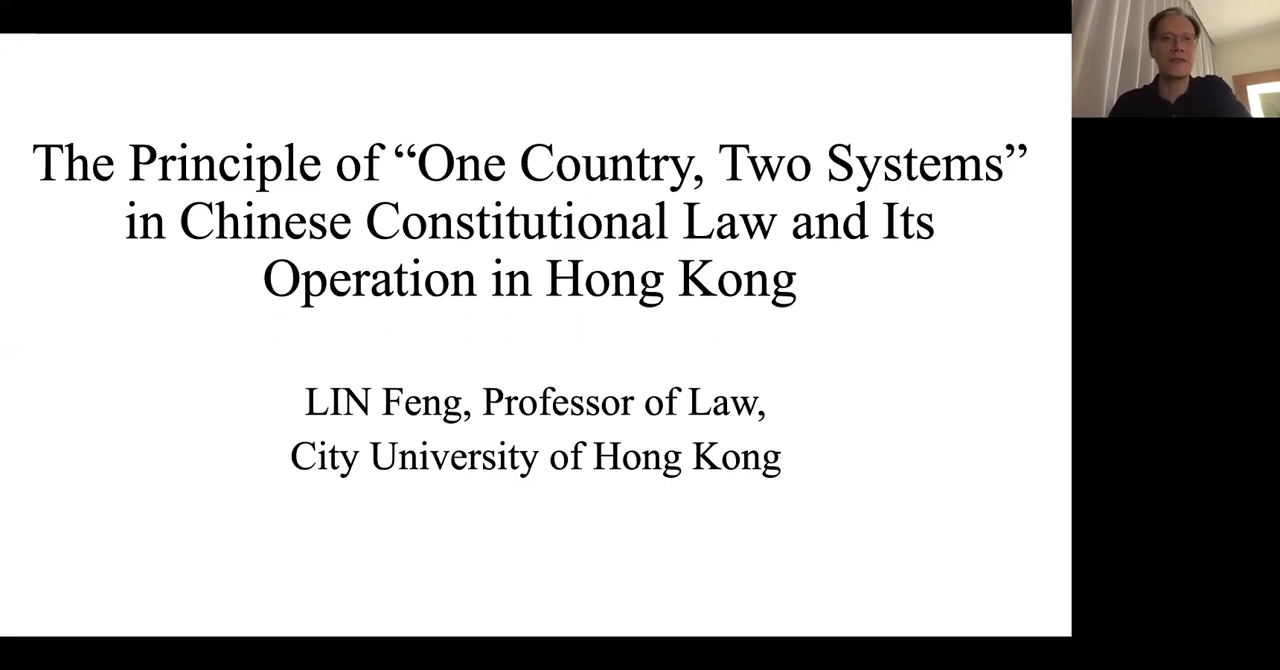 The Principle of “One Country, Two Systems”
in Chinese Constitutional Law and Its
Operation in Hong Kong
LIN Feng, Professor of Law,
City University of Hong Kong